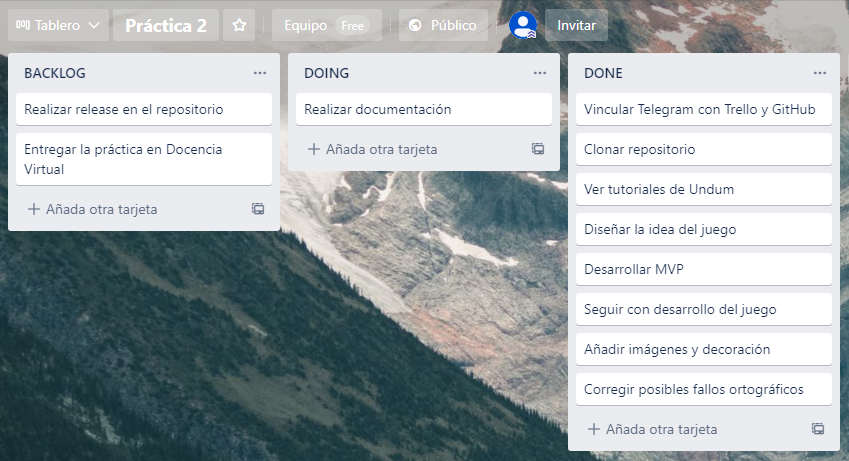 Tablero
Práctica 2
Equipo Free
Público
Invitar
BACKLOG
Realizar release en el repositorio
Entregar la práctica en Docencia
Virtual
Añada otra tarjeta
DOING
Realizar documentación
Añada otra tarjeta
DONE
Vincular Telegram con Trello y GitHub
Clonar repositorio
Ver tutoriales de Undum
Diseñar la idea del juego
Desarrollar MVP
Seguir con desarrollo del juego
Añadir imágenes y decoración
Corregir posibles fallos ortográficos
Añada otra tarjeta